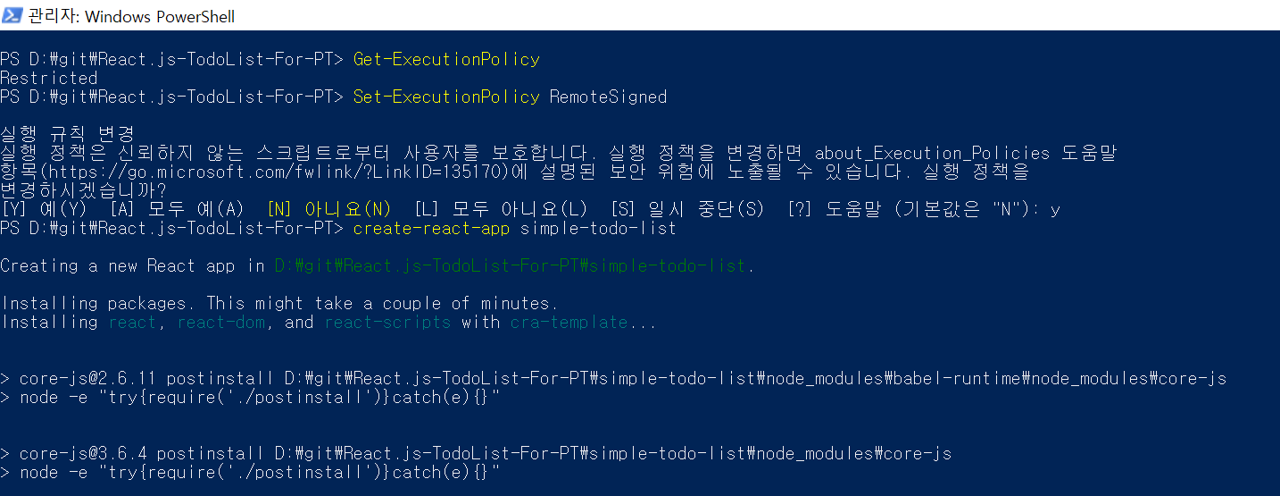 관리자: Windows PowerShell
PS D:₩git₩React.js-TodoList-For-PT> Get-ExecutionPolicy
Restricted
PS D:₩git₩React.js-TodoList-For-PT> Set-ExecutionPolicy RemoteSigned
실행 규칙 변경
실행 정책은 신뢰하지 않는 스크립트로부터 사용자를 보호합니다. 실행 정책을 변경하면 about_Execution_Policies 도움말
항목(https://go.microsoft.com/fwlink/?LinkID=135170)에 설명된 보안 위험에 노출될 수 있습니다. 실행 정책을
변경하시겠습니까?
[Y] 예(Y)  [A] 모두 예(A)  [N] 아니요(N)  [L] 모두 아니요(L)  [S] 일시 중단(S)  [?] 도움말 (기본값은 "N"): y
PS D:₩git₩React.js-TodoList-For-PT> create-react-app simple-todo-list
Creating a new React app in D:₩git₩React.js-TodoList-For-PT₩simple-todo-list.
Installing packages. This might take a couple of minutes.
Installing react, react-dom, and react-scripts with cra-template...
> core-js@2.6.11 postinstall D:₩git₩React.js-TodoList-For-PT₩simple-todo-list₩node_modules₩babel-runtime₩node_modules₩core-js
> node -e "try{require('./postinstall')}catch(e){}"
> core-js@3.6.4 postinstall D:₩git₩React.js-TodoList-For-PT₩simple-todo-list₩node_modules₩core-js
> node -e "try{require('./postinstall')}catch(e){}"